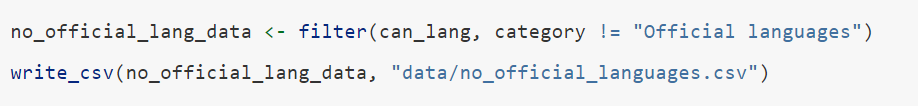 no_official_lang_data <- filter(can_lang, category != "Official languages")
write_csv(no_official_lang_data, "data/no_official_languages.csv")